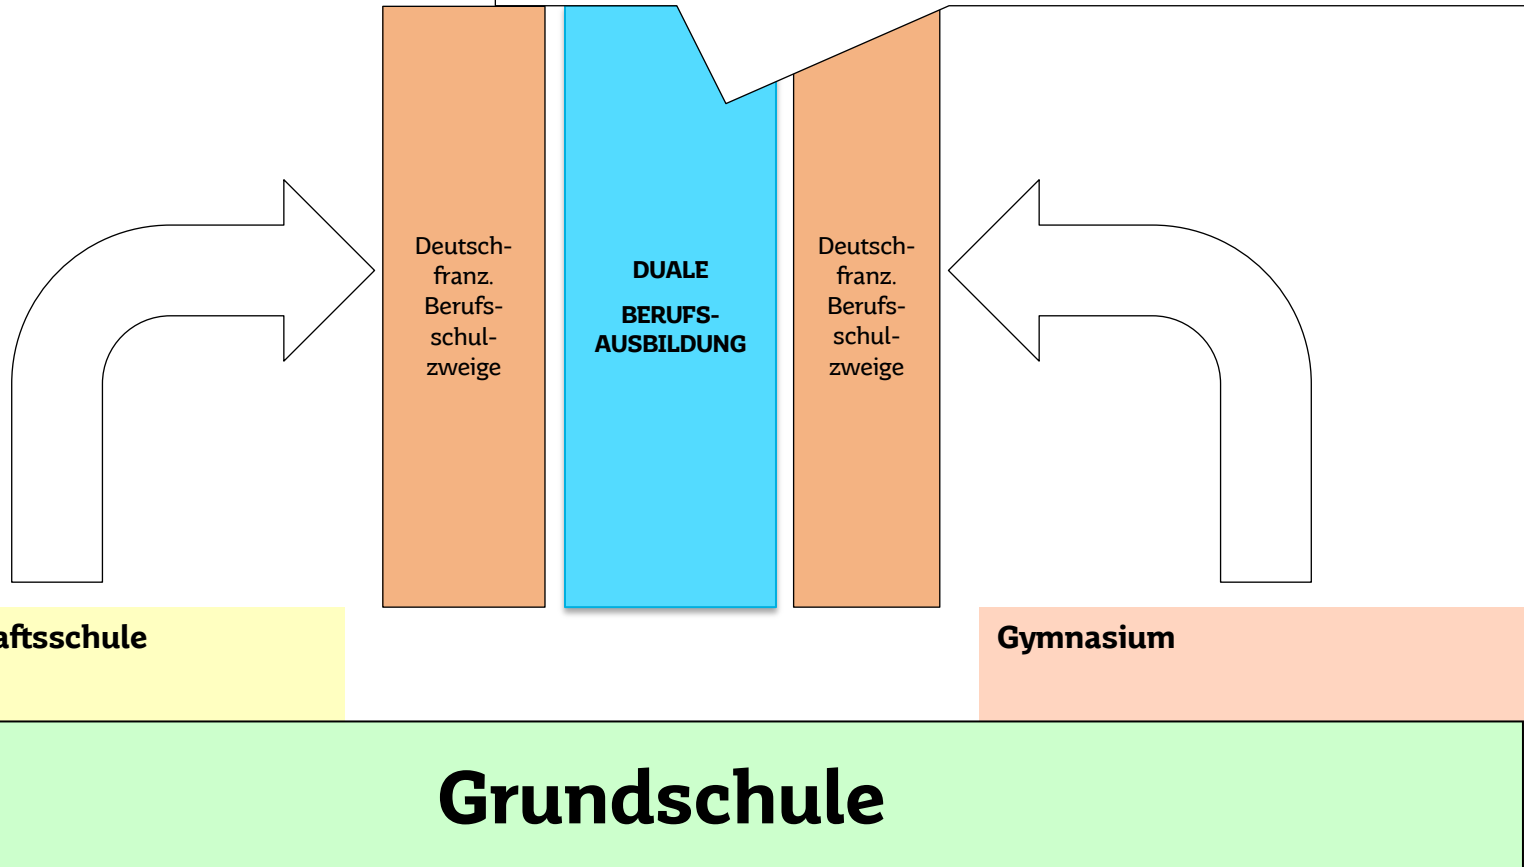 Deutsch-
franz.
Berufs-
schul-
zweige
DUALE
BERUFS-
AUSBILDUNG
Deutsch-
franz.
Berufs-
schul-
zweige
aftsschule
Gymnasium
Grundschule